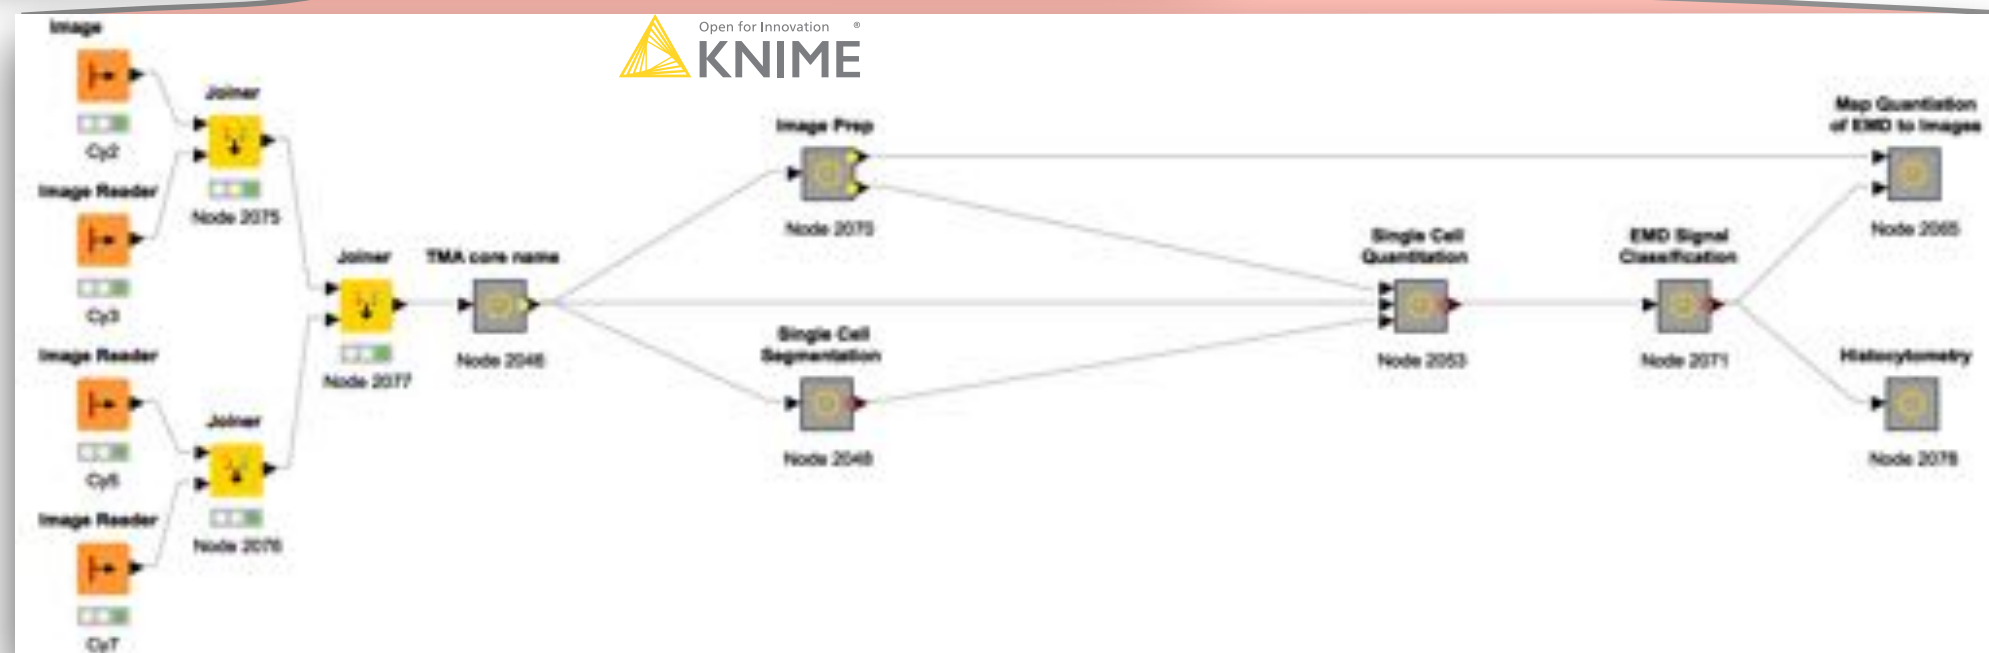 Image
Cy2
Image Reader
Cy3
Image Reader
Cy5
Image Reader
Cy7
Joiner
Node 2075
Joiner
Node 2076
Joiner
Node 2077
TMA core name
Node 2046
Open for Innovation ®
KNIME
Image Prep
Node 2070
Single Cell
Segmentation
Node 2048
Single Cell
Quantitation
Node 2053
EMD Signal
Classification
Node 2071
Map Quantiation
of EMD to Images
Node 2065
Histocytometry
Node 2078